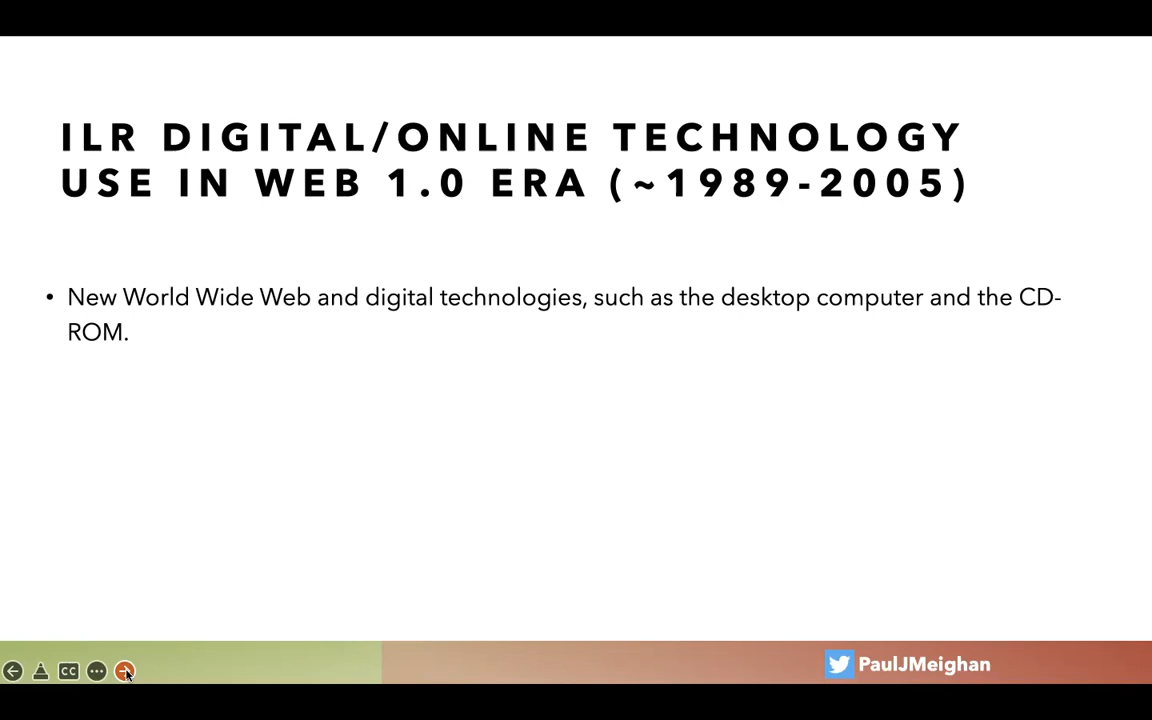 ILR DIGITAL/ONLINE TECHNOLOGY
USE IN WEB 1.0 ERA (~1989-2005)
• New World Wide Web and digital technologies, such as the desktop computer and the CD-
ROM.
CC
PaulJMeighan